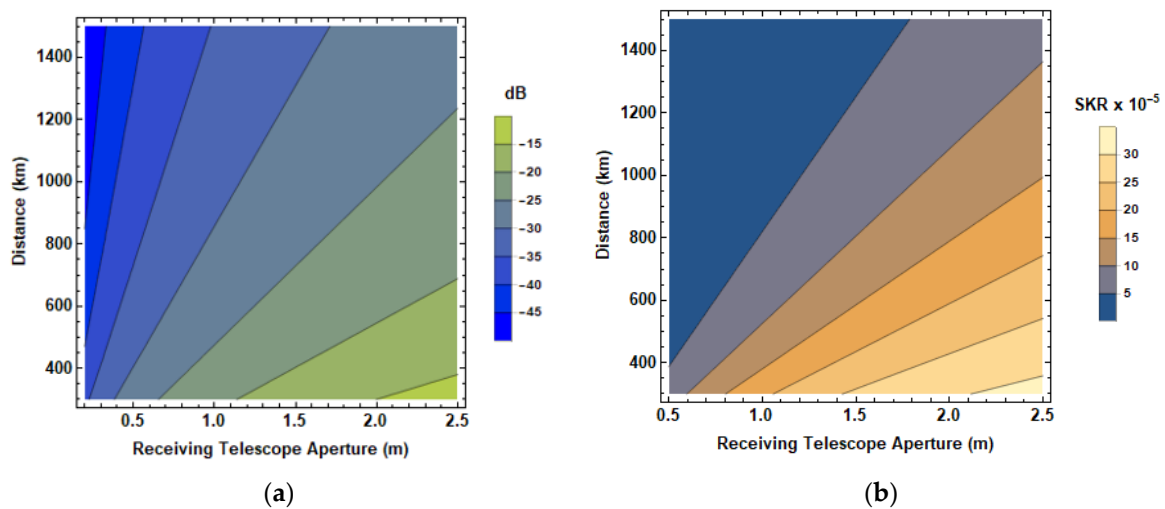 dB
1400
1200
1000
800
600
400
Distance (km)
0.5 1.0 1.5 2.0 2.5
Receiving Telescope Aperture (m)
−15
−20
−25
−30
−35
−40
−45
(a)
SKR x 10⁻⁵
1400
1200
1000
800
600
400
Distance (km)
0.5 1.0 1.5 2.0 2.5
Receiving Telescope Aperture (m)
30
25
20
15
10
5
(b)